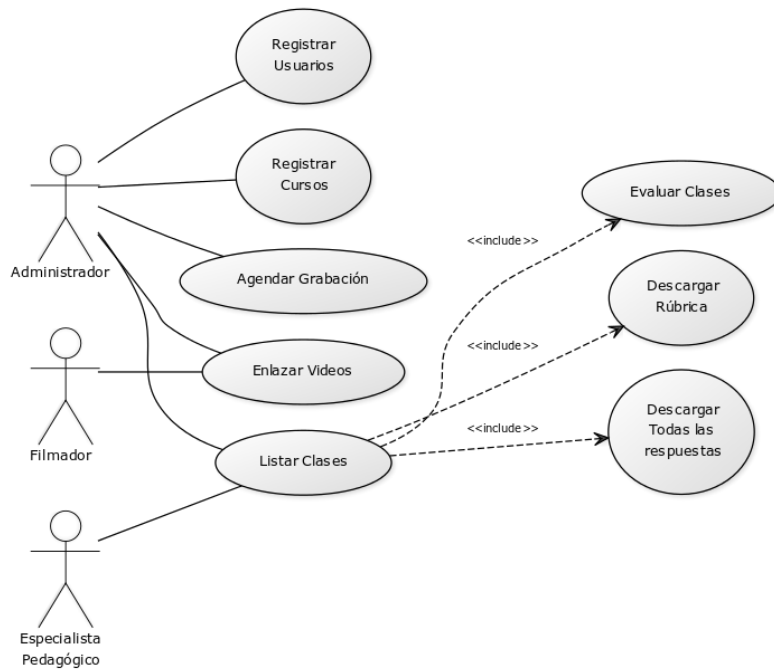 Registrar
Usuarios
Registrar
Cursos
Administrador
Agendar Grabación
Evaluar Clases
<<include>>
Descargar
Rúbrica
<<include>>
Enlazar Videos
Filmador
Descargar
Todas las
respuestas
<<include>>
Listar Clases
Especialista
Pedagógico